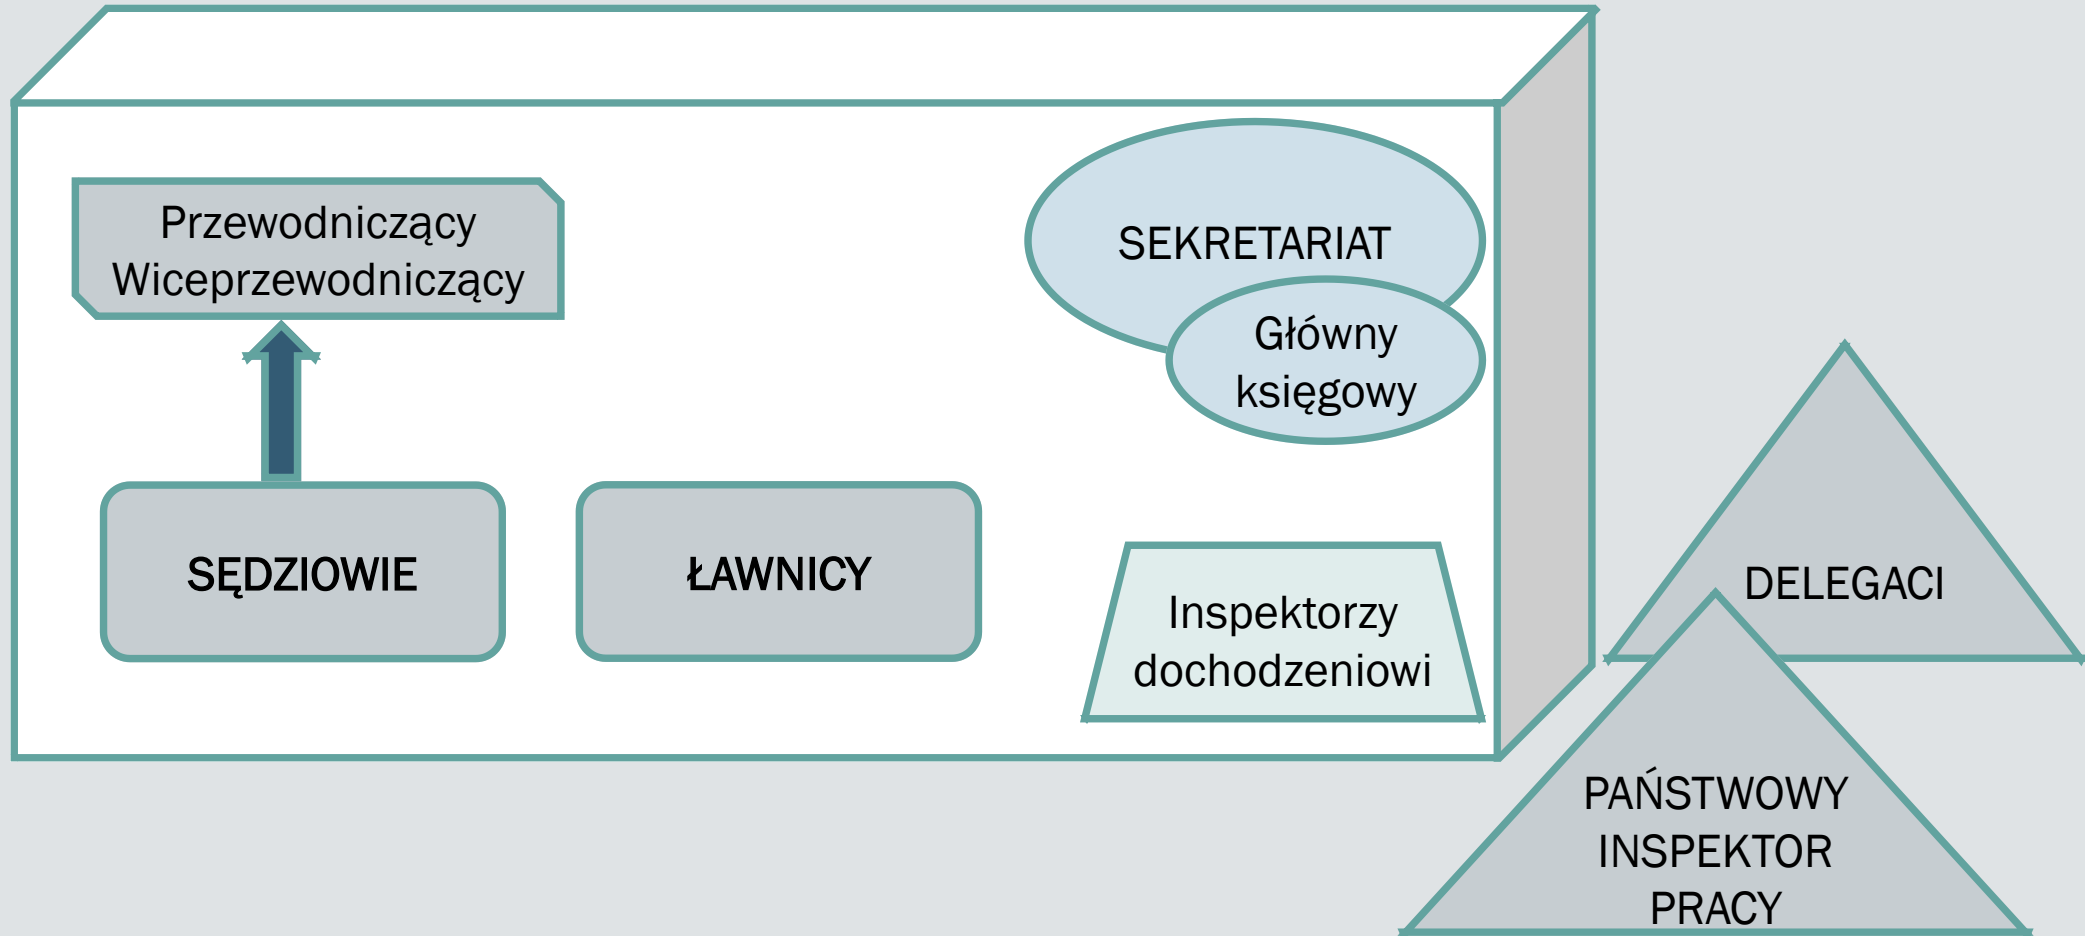 Przewodniczący
Wiceprzewodniczący
SEKRETARIAT
Główny
księgowy
SĘDZIOWIE
ŁAWNICY
Inspektorzy
dochodzeniowi
DELEGACI
PAŃSTWOWY
INSPEKTOR
PRACY